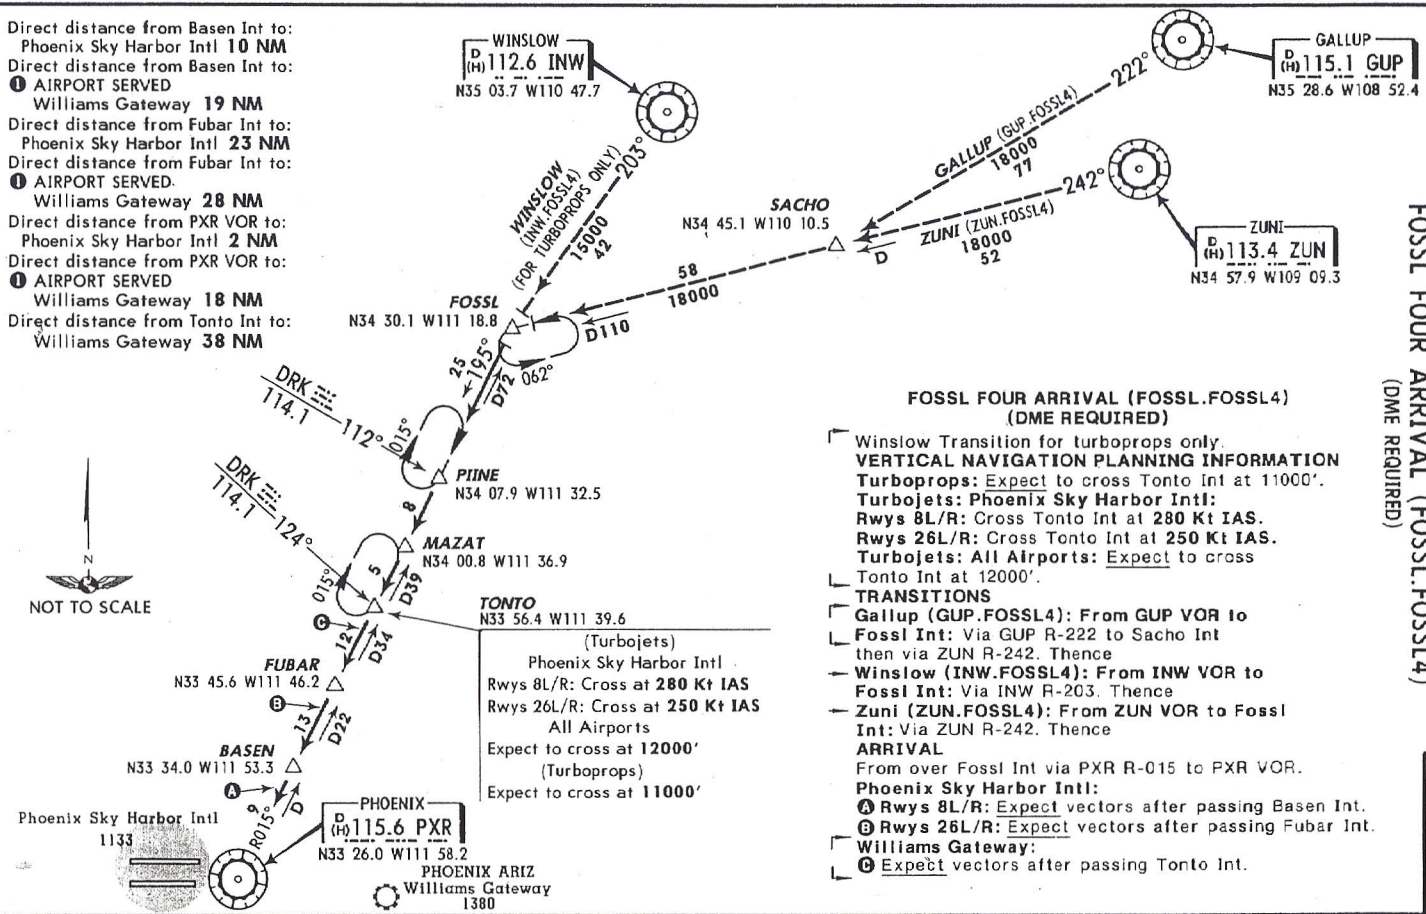 Direct distance from Basen Int to:
Phoenix Sky Harbor Intl 10 NM
Direct distance from Basen Int to:
❶ AIRPORT SERVED
Williams Gateway 19 NM
Direct distance from Fubar Int to:
Phoenix Sky Harbor Intl 23 NM
Direct distance from Fubar Int to:
❶ AIRPORT SERVED
Williams Gateway 28 NM
Direct distance from PXR VOR to:
Phoenix Sky Harbor Intl 2 NM
Direct distance from PXR VOR to:
❶ AIRPORT SERVED
Williams Gateway 18 NM
Direct distance from Tonto Int to:
Williams Gateway 38 NM
WINSLOW
D
(H) 112.6 INW
N35 03.7 W110 47.7
GALLUP
D
(H) 115.1 GUP
N35 28.6 W108 52.4
ZUNI
D
(H) 113.4 ZUN
N34 57.9 W109 09.3
222°
GALLUP (GUP.FOSSL4)
18000
77
242°
ZUNI (ZUN.FOSSL4)
18000
52
D
203°
WINSLOW
(INW.FOSSL4)
(FOR TURBOPROPS ONLY)
15000
42
SACHO
N34 45.1 W110 10.5
58
18000
D110
FOSSL
N34 30.1 W111 18.8
062°
25
195°
D72
DRK
114.1
112°
015°
PIINE
N34 07.9 W111 32.5
8
DRK
114.1
124°
015°
MAZAT
N34 00.8 W111 36.9
5
D39
TONTO
N33 56.4 W111 39.6
(Turbojets)
Phoenix Sky Harbor Intl
Rwys 8L/R: Cross at 280 Kt IAS
Rwys 26L/R: Cross at 250 Kt IAS
All Airports
Expect to cross at 12000'
(Turboprops)
Expect to cross at 11000'
N
NOT TO SCALE
C
12
D34
FUBAR
N33 45.6 W111 46.2
B
13
D22
BASEN
N33 34.0 W111 53.3
A
9
D
R015°
Phoenix Sky Harbor Intl
1133
PHOENIX
D
(H) 115.6 PXR
N33 26.0 W111 58.2
PHOENIX ARIZ
Williams Gateway
1380
FOSSL FOUR ARRIVAL (FOSSL.FOSSL4)
(DME REQUIRED)
Winslow Transition for turboprops only.
VERTICAL NAVIGATION PLANNING INFORMATION
Turboprops: Expect to cross Tonto Int at 11000'.
Turbojets: Phoenix Sky Harbor Intl:
Rwys 8L/R: Cross Tonto Int at 280 Kt IAS.
Rwys 26L/R: Cross Tonto Int at 250 Kt IAS.
Turbojets: All Airports: Expect to cross
Tonto Int at 12000'.
TRANSITIONS
Gallup (GUP.FOSSL4): From GUP VOR to
Fossl Int: Via GUP R-222 to Sacho Int
then via ZUN R-242. Thence
Winslow (INW.FOSSL4): From INW VOR to
Fossl Int: Via INW R-203. Thence
Zuni (ZUN.FOSSL4): From ZUN VOR to Fossl
Int: Via ZUN R-242. Thence
ARRIVAL
From over Fossl Int via PXR R-015 to PXR VOR.
Phoenix Sky Harbor Intl:
A Rwys 8L/R: Expect vectors after passing Basen Int.
B Rwys 26L/R: Expect vectors after passing Fubar Int.
Williams Gateway:
C Expect vectors after passing Tonto Int.
FOSSL FOUR ARRIVAL (FOSSL.FOSSL4)
(DME REQUIRED)